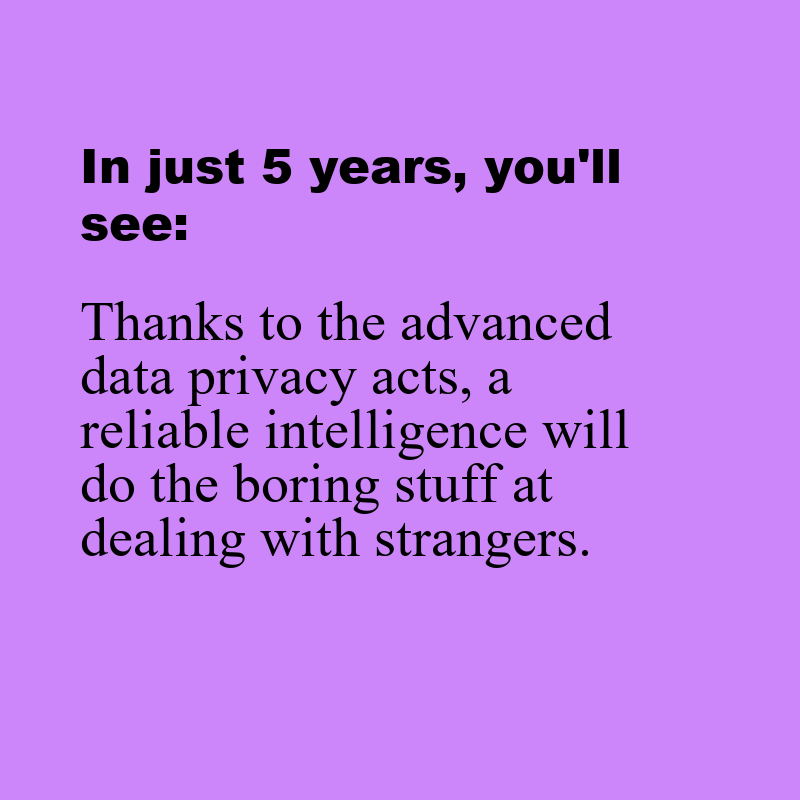 In just 5 years, you'll
see:
Thanks to the advanced
data privacy acts, a
reliable intelligence will
do the boring stuff at
dealing with strangers.